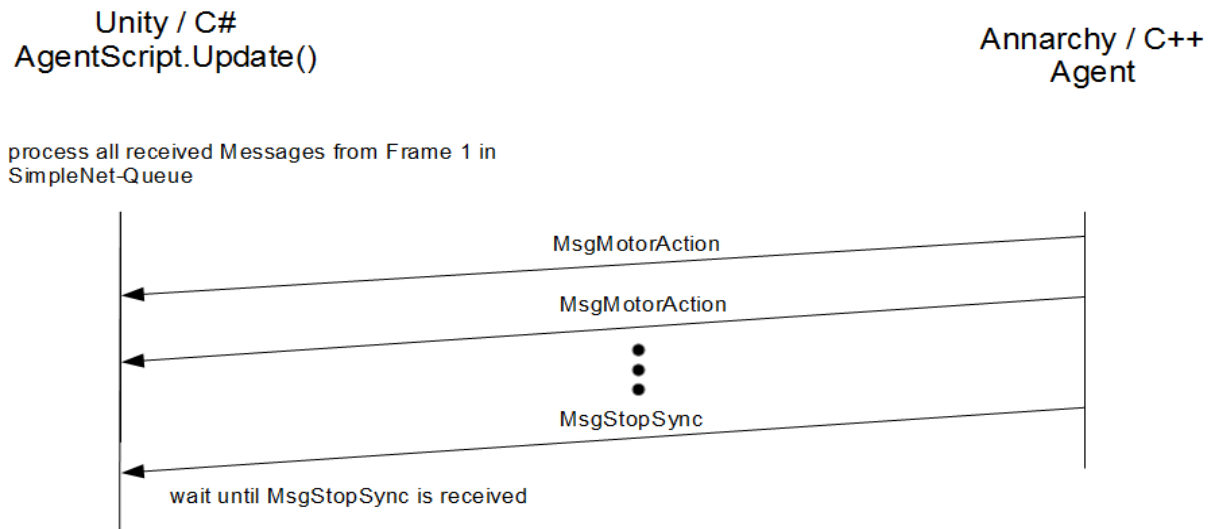 Unity / C#
AgentScript.Update()
Annarchy / C++
Agent
process all received Messages from Frame 1 in
SimpleNet-Queue
MsgMotorAction
MsgMotorAction
MsgStopSync
wait until MsgStopSync is received